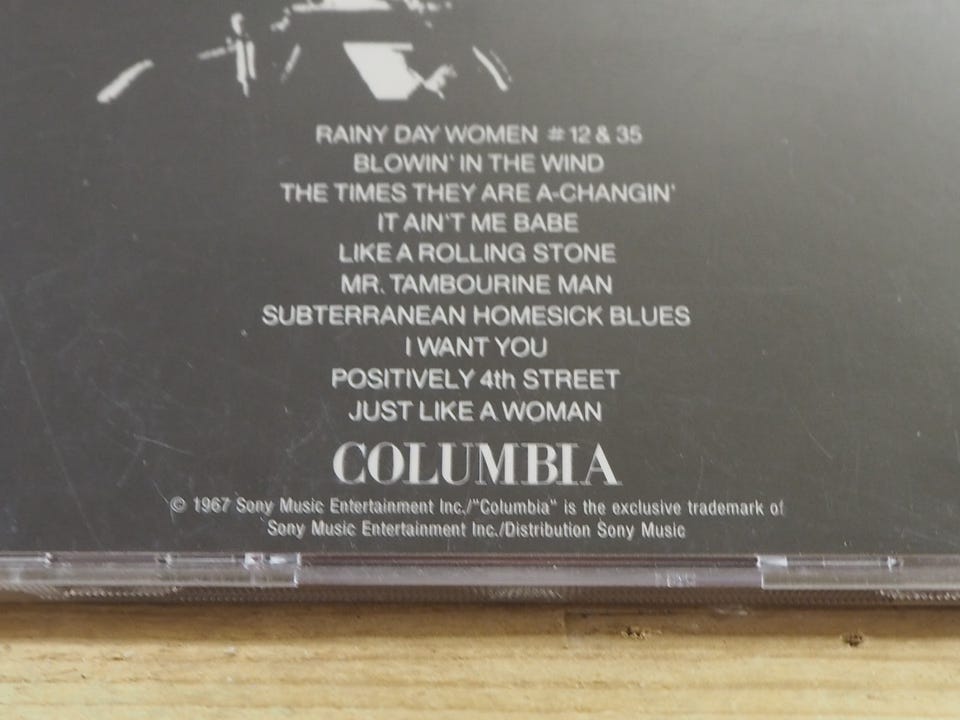 RAINY DAY WOMEN #12 & 35
BLOWIN' IN THE WIND
THE TIMES THEY ARE A-CHANGIN'
IT AIN'T ME BABE
LIKE A ROLLING STONE
MR. TAMBOURINE MAN
SUBTERRANEAN HOMESICK BLUES
I WANT YOU
POSITIVELY 4th STREET
JUST LIKE A WOMAN
COLUMBIA
© 1967 Sony Music Entertainment Inc./"Columbia" is the exclusive trademark of
Sony Music Entertainment Inc./Distribution Sony Music